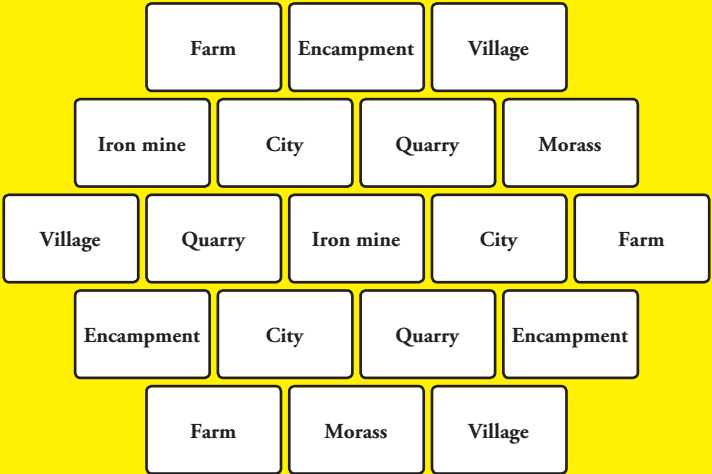 Farm Encampment Village
Iron mine City Quarry Morass
Village Quarry Iron mine City Farm
Encampment City Quarry Encampment
Farm Morass Village